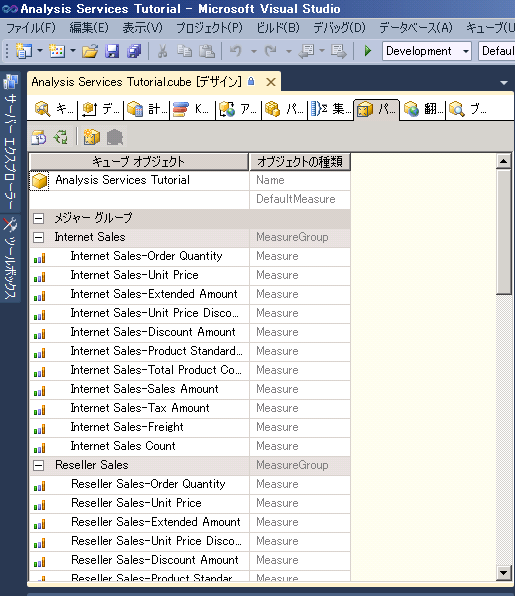 Analysis Services Tutorial - Microsoft Visual Studio
ファイル(F) 編集(E) 表示(V) プロジェクト(P) ビルド(B) デバッグ(D) データベース(A) キューブ(U
Development Defaul
Analysis Services Tutorial.cube [デザイン]
キ... デ... 計... K... ア... パ... 集... パ... 翻... ブ...
サーバー エクスプローラー
ツールボックス
キューブ オブジェクト オブジェクトの種類
Analysis Services Tutorial Name
DefaultMeasure
メジャー グループ
Internet Sales MeasureGroup
Internet Sales-Order Quantity Measure
Internet Sales-Unit Price Measure
Internet Sales-Extended Amount Measure
Internet Sales-Unit Price Disco... Measure
Internet Sales-Discount Amount Measure
Internet Sales-Product Standard... Measure
Internet Sales-Total Product Co... Measure
Internet Sales-Sales Amount Measure
Internet Sales-Tax Amount Measure
Internet Sales-Freight Measure
Internet Sales Count Measure
Reseller Sales MeasureGroup
Reseller Sales-Order Quantity Measure
Reseller Sales-Unit Price Measure
Reseller Sales-Extended Amount Measure
Reseller Sales-Unit Price Disco... Measure
Reseller Sales-Discount Amount Measure
Reseller Sales-Product Standar... Measure